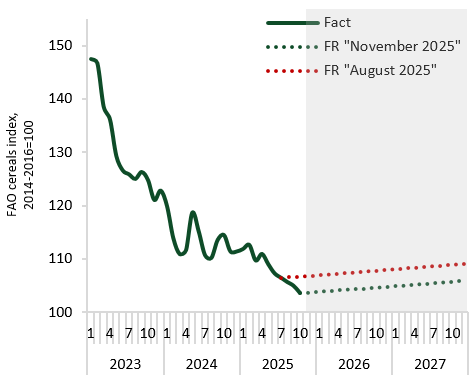 Fact
FR "November 2025"
FR "August 2025"
FAO cereals index,
2014-2016=100
150
140
130
120
110
100
1 4 7 10 1 4 7 10 1 4 7 10 1 4 7 10 1 4 7 10
2023 2024 2025 2026 2027